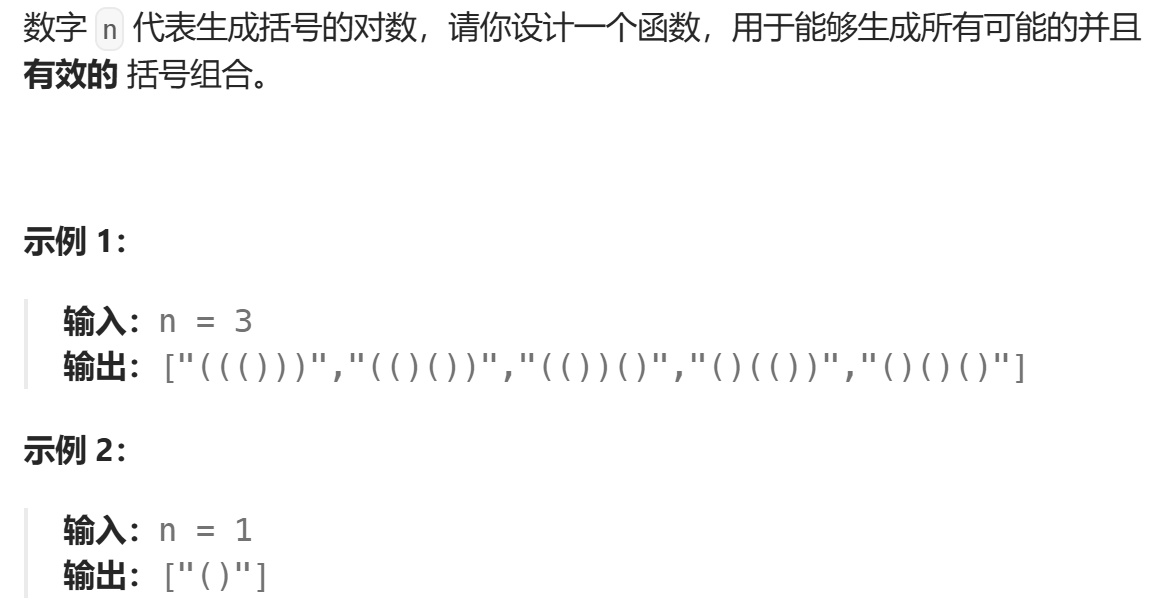 数字 n 代表生成括号的对数，请你设计一个函数，用于能够生成所有可能的并且
有效的 括号组合。
示例 1：
输入：n = 3
输出：["((()))","(()())","(())()","()(())","()()()"]
示例 2：
输入：n = 1
输出：["()"]